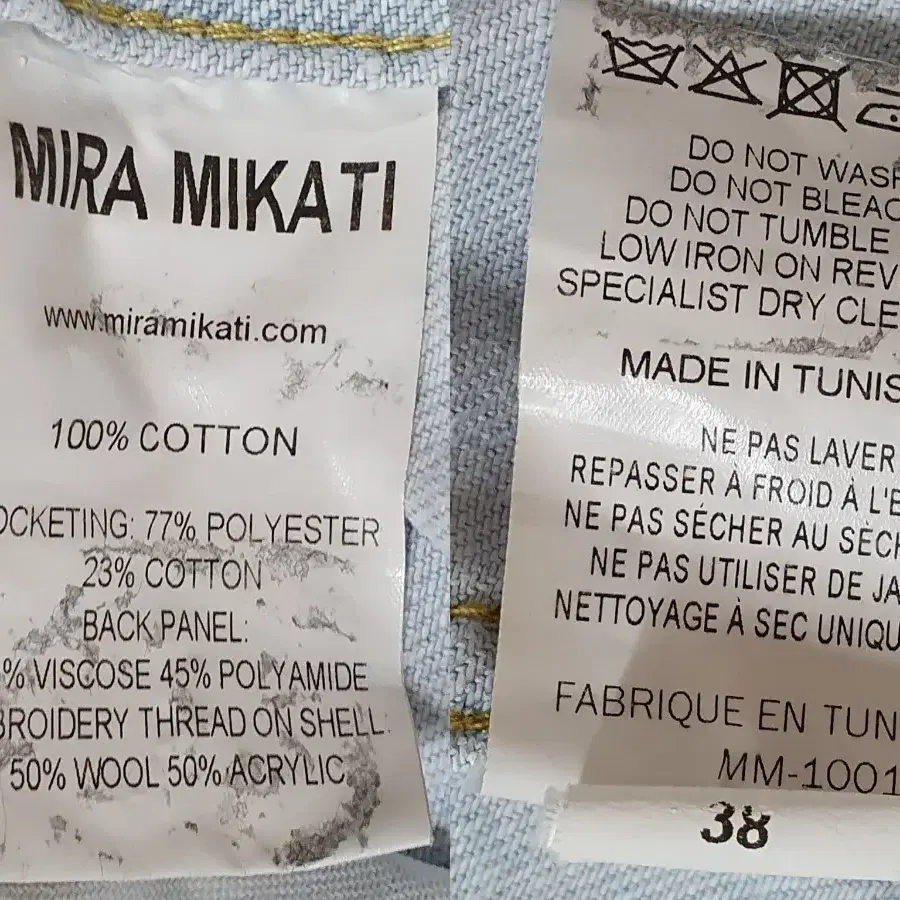 MIRA MIKATI
www.miramikati.com
100% COTTON
OCKETING: 77% POLYESTER
23% COTTON
BACK PANEL:
% VISCOSE 45% POLYAMIDE
BROIDERY THREAD ON SHELL:
50% WOOL 50% ACRYLIC
DO NOT WASH
DO NOT BLEAC
DO NOT TUMBLE
LOW IRON ON REV
SPECIALIST DRY CLE
MADE IN TUNIS
NE PAS LAVER
REPASSER À FROID À L'E
NE PAS SÉCHER AU SÉCH
NE PAS UTILISER DE JA
NETTOYAGE À SEC UNIQU
FABRIQUE EN TUN
MM-1001
38